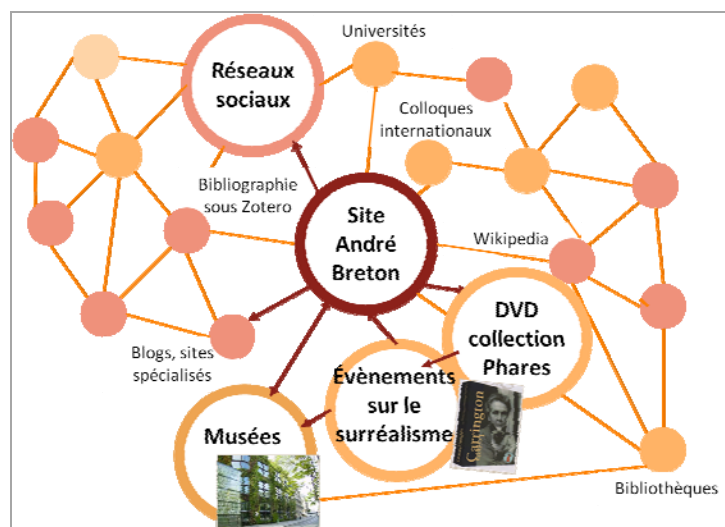 Universités
Réseaux
sociaux
Colloques
internationaux
Bibliographie
sous Zotero
Site
André
Breton
Wikipedia
DVD
collection
Phares
Blogs, sites
spécialisés
Évènements
sur le
surréalisme
Musées
Carrington
Bibliothèques